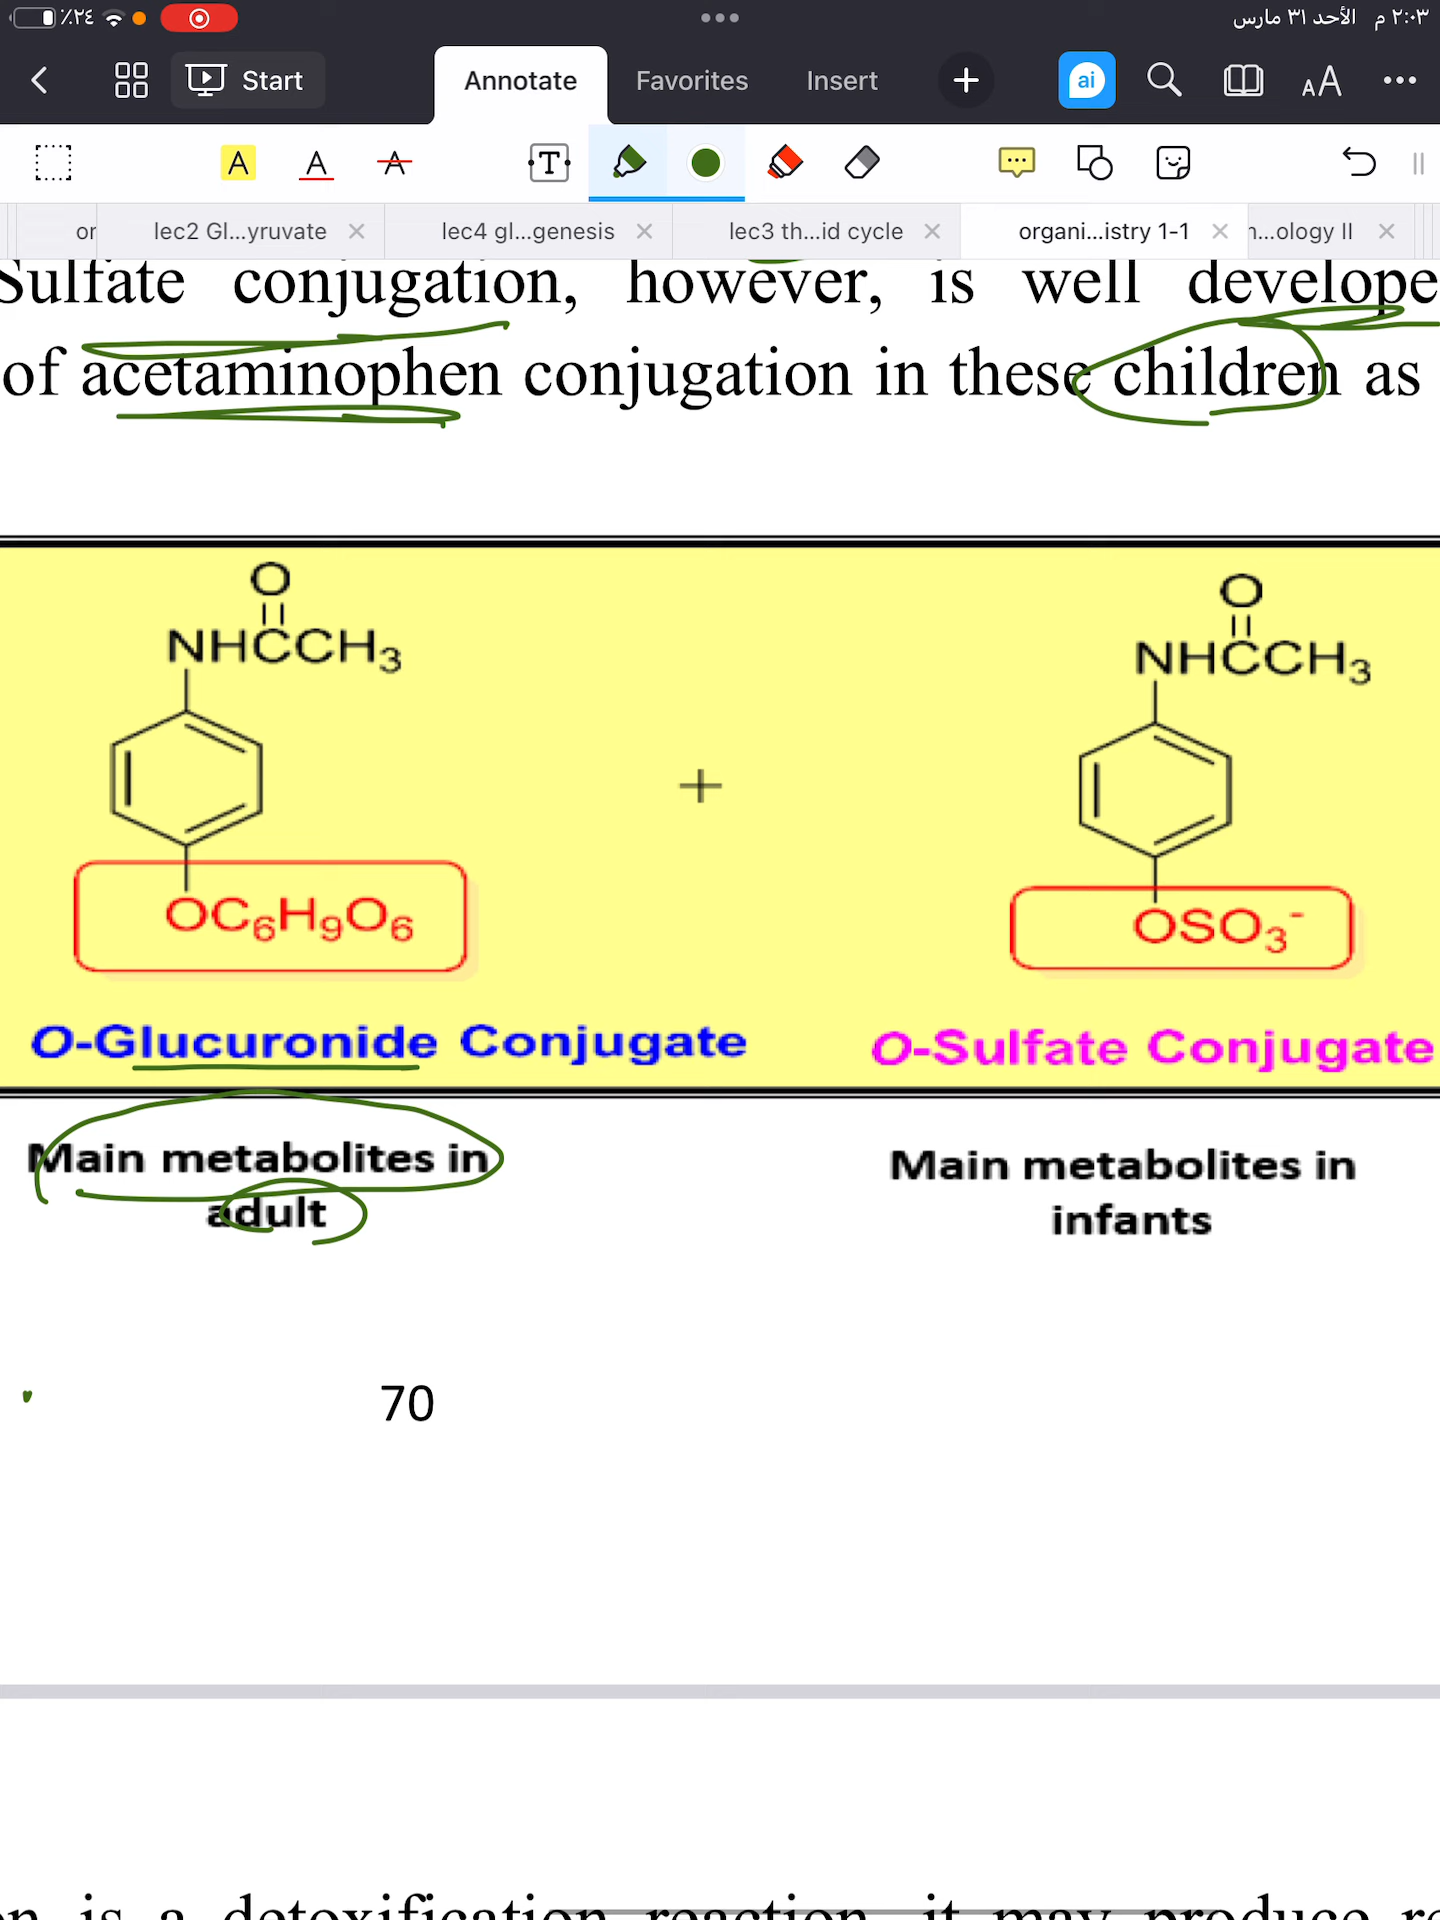 ٪٢٤ ٢:٠٣ م الأحد ٣١ مارس
Start Annotate Favorites Insert ai AA
A A A T
or lec2 Gl...yruvate lec4 gl...genesis lec3 th...id cycle organi...istry 1-1 ...ology II
Sulfate conjugation, however, is well develope
of acetaminophen conjugation in these children as
O O
NHCCH3 NHCCH3
+
OC6H9O6 OSO3-
O-Glucuronide Conjugate O-Sulfate Conjugate
Main metabolites in Main metabolites in
adult infants
70
is a detoxification reaction, it may produce